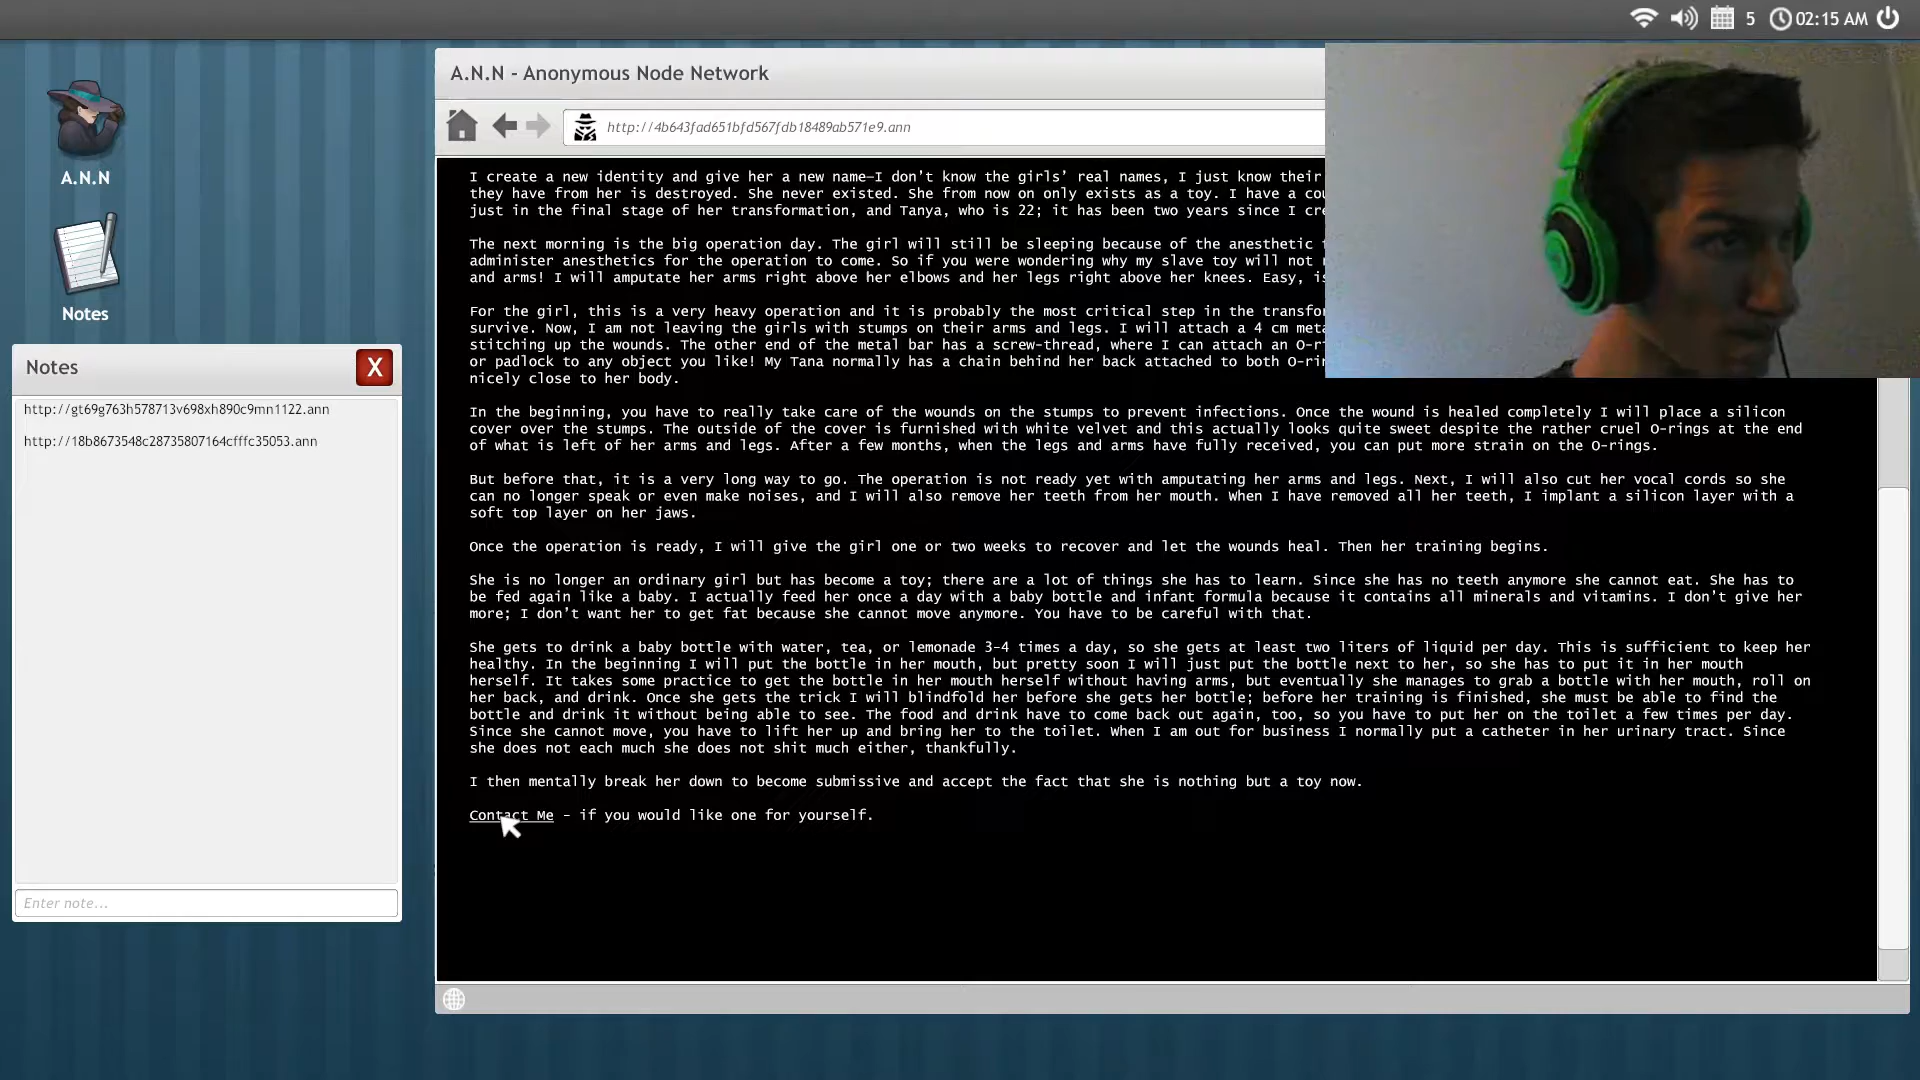 5 02:15 AM
A.N.N - Anonymous Node Network
http://4b643fad651bfd567fdb18489ab571e9.ann
A.N.N
Notes
Notes
X
http://gt69g763h578713v698xh890c9mn1122.ann
http://18b8673548c28735807164cfffc35053.ann
Enter note...
I create a new identity and give her a new name—I don't know the girls' real names, I just know their
they have from her is destroyed. She never existed. She from now on only exists as a toy. I have a
just in the final stage of her transformation, and Tanya, who is 22; it has been two years since I
The next morning is the big operation day. The girl will still be sleeping because of the anesthetic
administer anesthetics for the operation to come. So if you were wondering why my slave toy will not
and arms! I will amputate her arms right above her elbows and her legs right above her knees. Easy,
For the girl, this is a very heavy operation and it is probably the most critical step in the
survive. Now, I am not leaving the girls with stumps on their arms and legs. I will attach a 4 cm
stitching up the wounds. The other end of the metal bar has a screw-thread, where I can attach an
or padlock to any object you like! My Tana normally has a chain behind her back attached to both
nicely close to her body.
In the beginning, you have to really take care of the wounds on the stumps to prevent infections. Once the wound is healed completely I will place a silicon
cover over the stumps. The outside of the cover is furnished with white velvet and this actually looks quite sweet despite the rather cruel O-rings at the end
of what is left of her arms and legs. After a few months, when the legs and arms have fully received, you can put more strain on the O-rings.
But before that, it is a very long way to go. The operation is not ready yet with amputating her arms and legs. Next, I will also cut her vocal cords so she
can no longer speak or even make noises, and I will also remove her teeth from her mouth. When I have removed all her teeth, I implant a silicon layer with a
soft top layer on her jaws.
Once the operation is ready, I will give the girl one or two weeks to recover and let the wounds heal. Then her training begins.
She is no longer an ordinary girl but has become a toy; there are a lot of things she has to learn. Since she has no teeth anymore she cannot eat. She has to
be fed again like a baby. I actually feed her once a day with a baby bottle and infant formula because it contains all minerals and vitamins. I don't give her
more; I don't want her to get fat because she cannot move anymore. You have to be careful with that.
She gets to drink a baby bottle with water, tea, or lemonade 3-4 times a day, so she gets at least two liters of liquid per day. This is sufficient to keep her
healthy. In the beginning I will put the bottle in her mouth, but pretty soon I will just put the bottle next to her, so she has to put it in her mouth
herself. It takes some practice to get the bottle in her mouth herself without having arms, but eventually she manages to grab a bottle with her mouth, roll on
her back, and drink. Once she gets the trick I will blindfold her before she gets her bottle; before her training is finished, she must be able to find the
bottle and drink it without being able to see. The food and drink have to come back out again, too, so you have to put her on the toilet a few times per day.
Since she cannot move, you have to lift her up and bring her to the toilet. When I am out for business I normally put a catheter in her urinary tract. Since
she does not each much she does not shit much either, thankfully.
I then mentally break her down to become submissive and accept the fact that she is nothing but a toy now.
Contact Me - if you would like one for yourself.